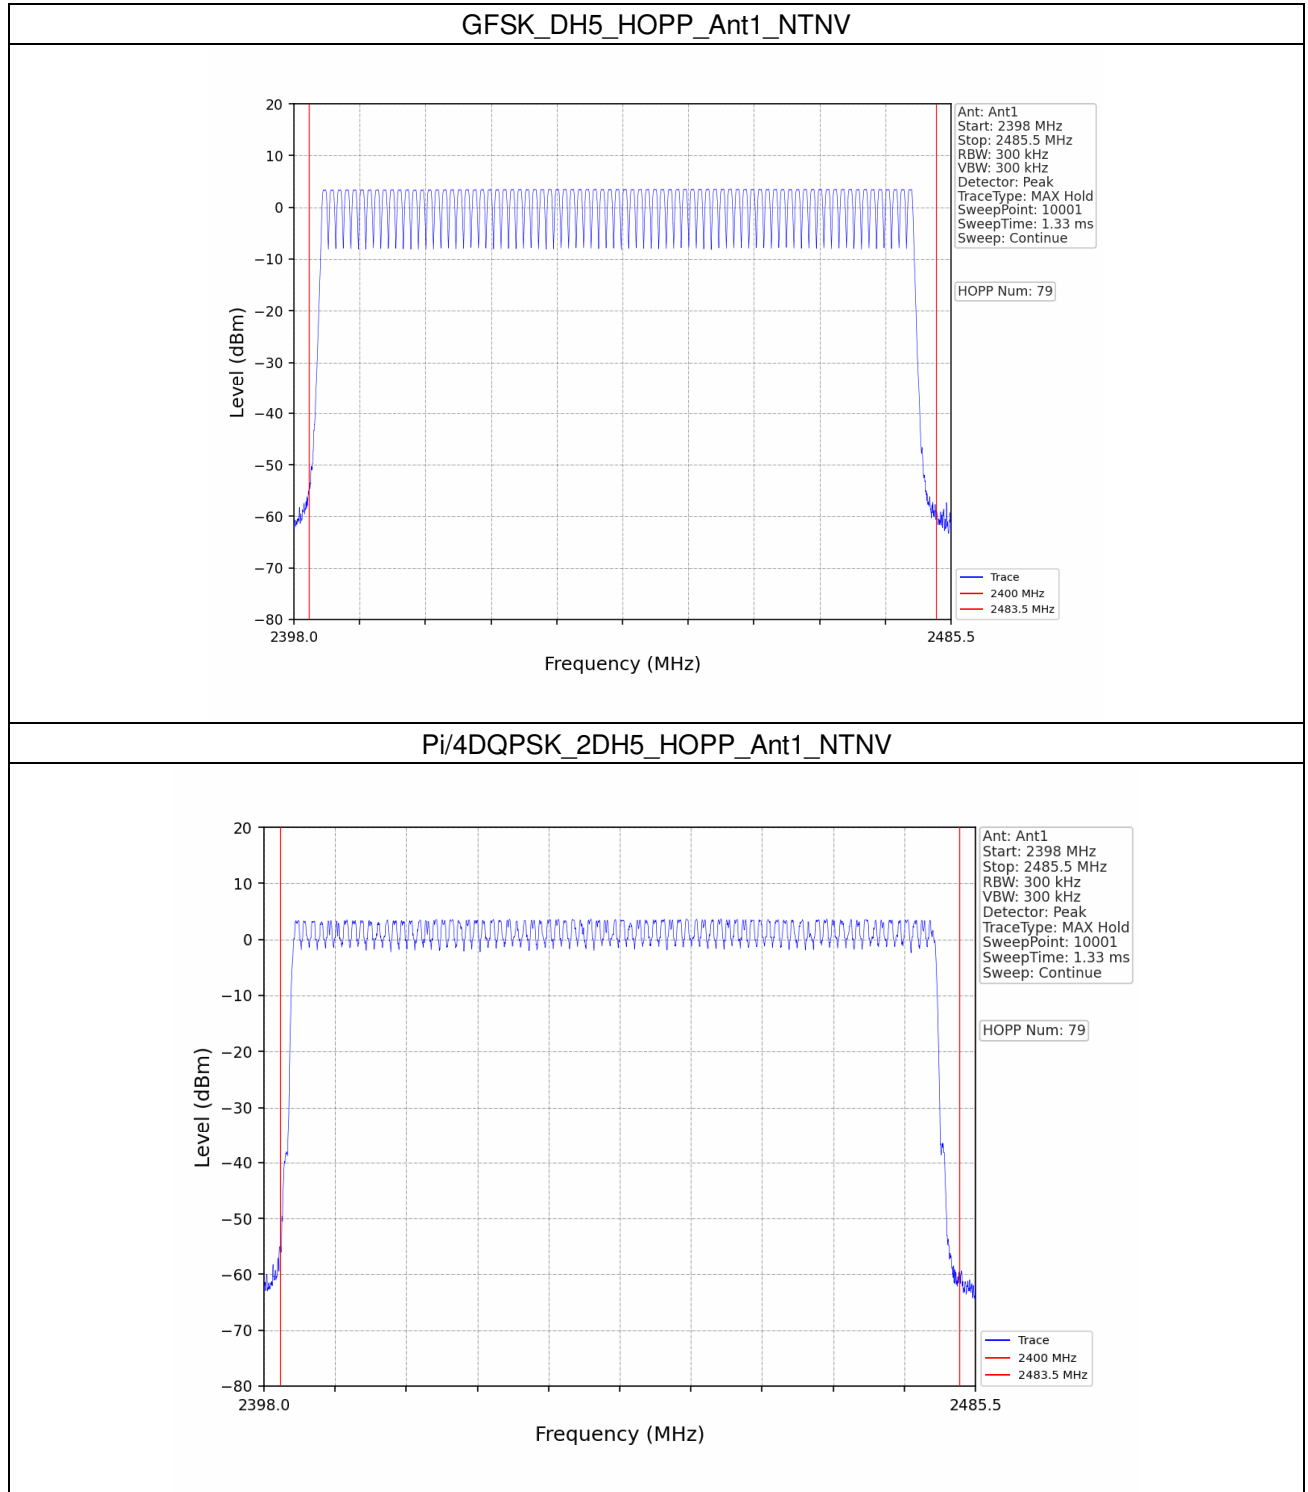 GFSK_DH5_HOPP_Ant1_NTNV
20
10
0
−10
−20
−30
−40
−50
−60
−70
−80
Level (dBm)
2398.0
2485.5
Frequency (MHz)
Ant: Ant1
Start: 2398 MHz
Stop: 2485.5 MHz
RBW: 300 kHz
VBW: 300 kHz
Detector: Peak
TraceType: MAX Hold
SweepPoint: 10001
SweepTime: 1.33 ms
Sweep: Continue
HOPP Num: 79
Trace
2400 MHz
2483.5 MHz
Pi/4DQPSK_2DH5_HOPP_Ant1_NTNV
20
10
0
−10
−20
−30
−40
−50
−60
−70
−80
Level (dBm)
2398.0
2485.5
Frequency (MHz)
Ant: Ant1
Start: 2398 MHz
Stop: 2485.5 MHz
RBW: 300 kHz
VBW: 300 kHz
Detector: Peak
TraceType: MAX Hold
SweepPoint: 10001
SweepTime: 1.33 ms
Sweep: Continue
HOPP Num: 79
Trace
2400 MHz
2483.5 MHz